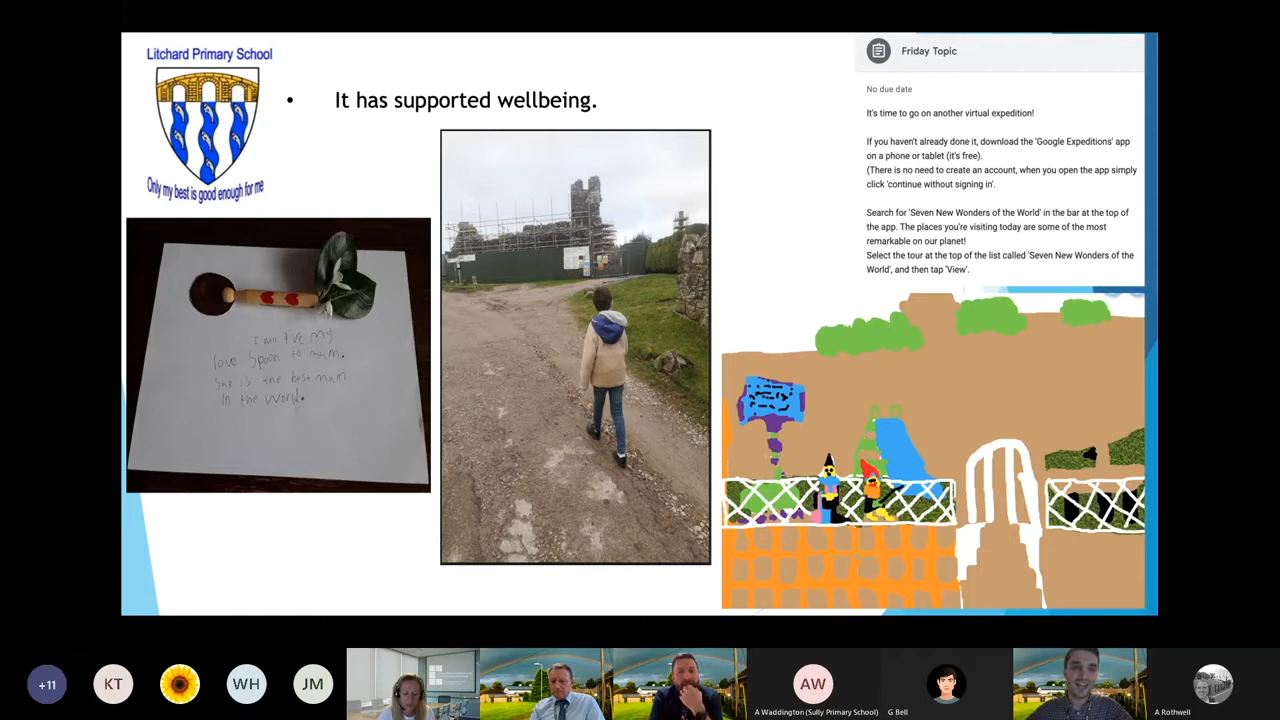 Litchard Primary School
Only my best is good enough for me
• It has supported wellbeing.
I will give my
love Spoon to mum.
She is the best mum
In the World.
Friday Topic
No due date
It's time to go on another virtual expedition!
If you haven't already done it, download the 'Google Expeditions' app
on a phone or tablet (it's free).
(There is no need to create an account, when you open the app simply
click 'continue without signing in'.
Search for 'Seven New Wonders of the World' in the bar at the top of
the app. The places you're visiting today are some of the most
remarkable on our planet!
Select the tour at the top of the list called 'Seven New Wonders of the
World', and then tap 'View'.
+11
KT
WH
JM
AW
A Waddington (Sully Primary School)
G Bell
A Rothwell